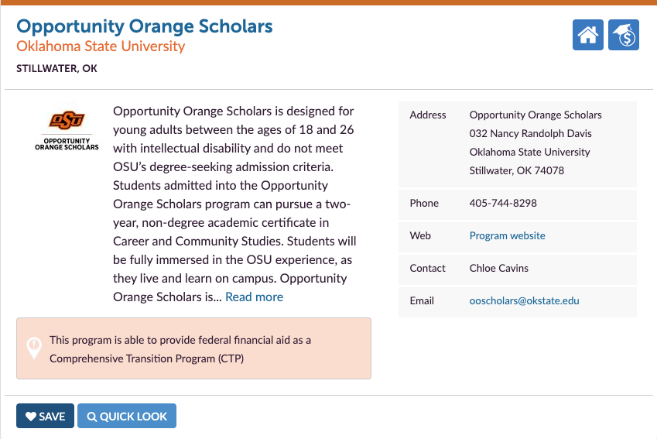 Opportunity Orange Scholars
Oklahoma State University
STILLWATER, OK
OSU
OPPORTUNITY
ORANGE SCHOLARS
Opportunity Orange Scholars is designed for
young adults between the ages of 18 and 26
with intellectual disability and do not meet
OSU's degree-seeking admission criteria.
Students admitted into the Opportunity
Orange Scholars program can pursue a two-
year, non-degree academic certificate in
Career and Community Studies. Students will
be fully immersed in the OSU experience, as
they live and learn on campus. Opportunity
Orange Scholars is... Read more
This program is able to provide federal financial aid as a
Comprehensive Transition Program (CTP)
Address Opportunity Orange Scholars
032 Nancy Randolph Davis
Oklahoma State University
Stillwater, OK 74078
Phone 405-744-8298
Web Program website
Contact Chloe Cavins
Email ooscholars@okstate.edu
SAVE QUICK LOOK